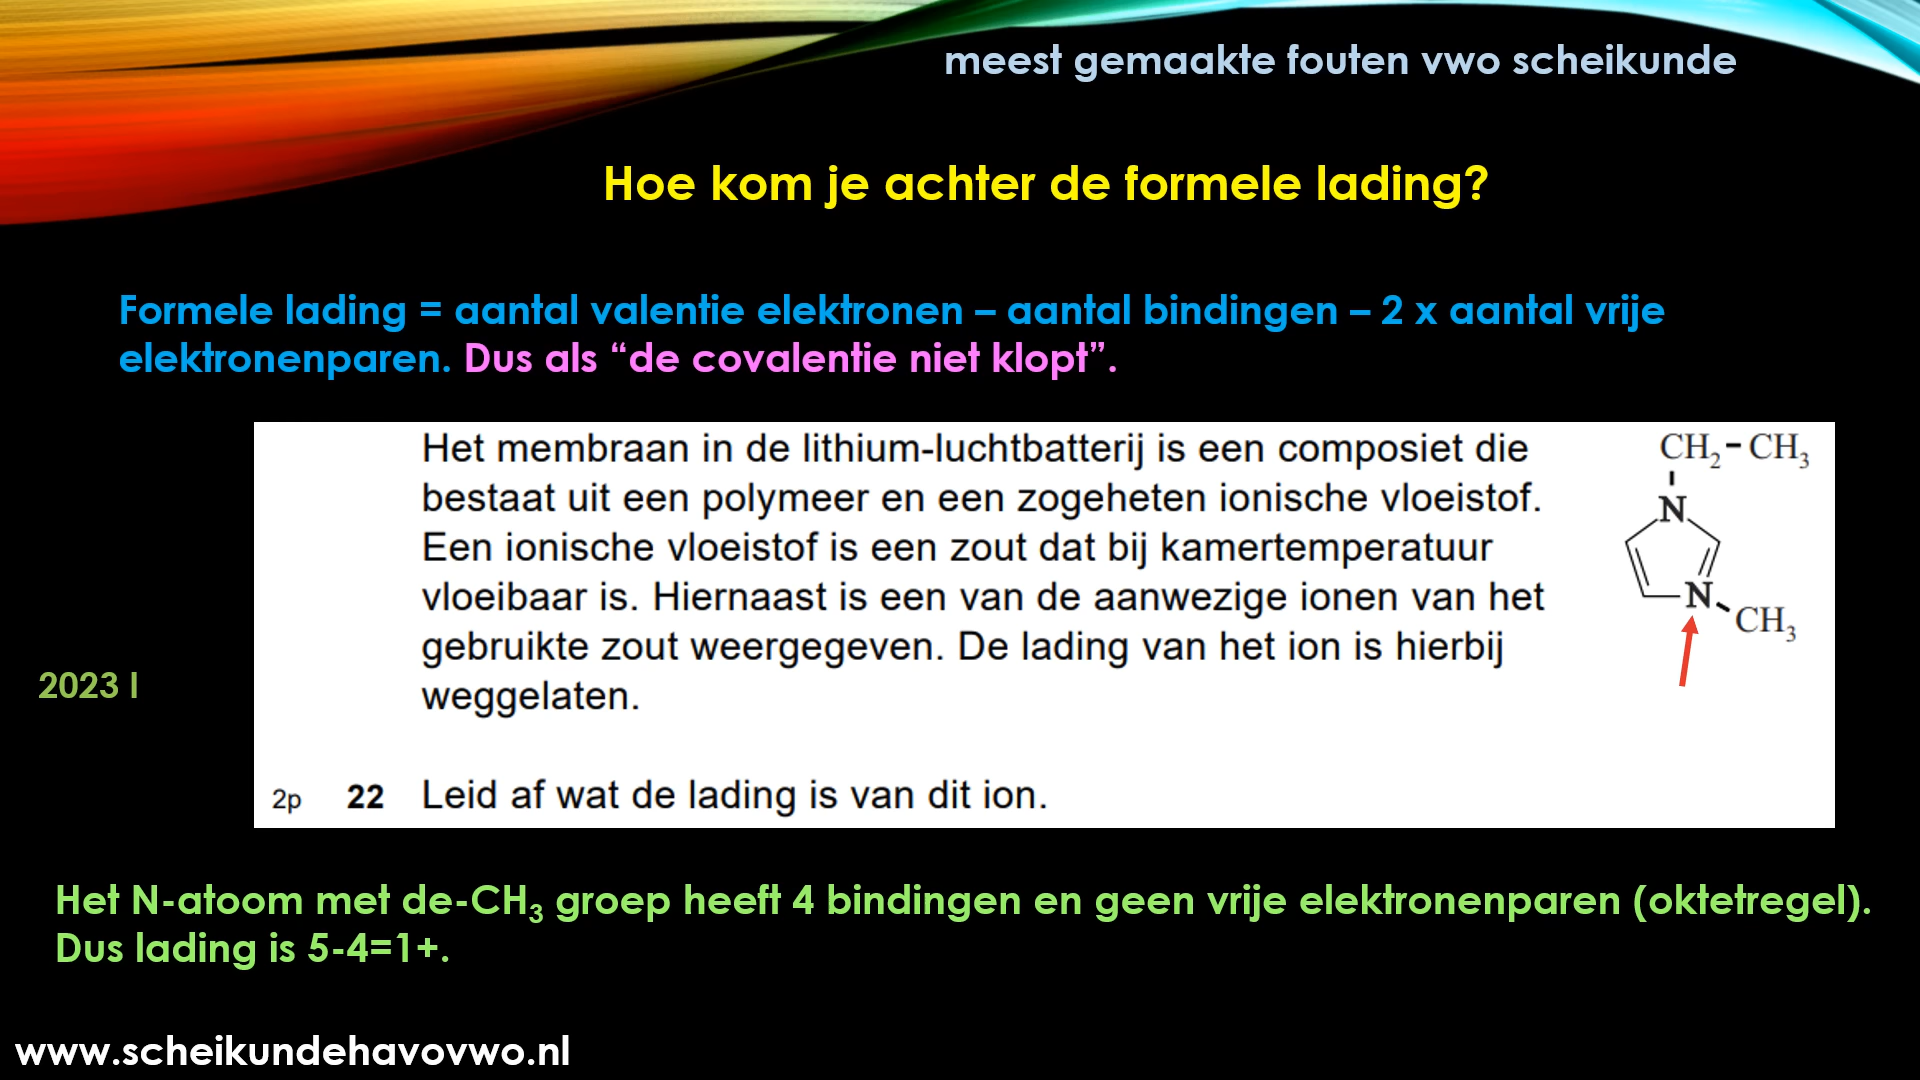 meest gemaakte fouten vwo scheikunde
Hoe kom je achter de formele lading?
Formele lading = aantal valentie elektronen – aantal bindingen – 2 x aantal vrije
elektronenparen. Dus als “de covalentie niet klopt”.
Het membraan in de lithium-luchtbatterij is een composiet die
bestaat uit een polymeer en een zogeheten ionische vloeistof.
Een ionische vloeistof is een zout dat bij kamertemperatuur
vloeibaar is. Hiernaast is een van de aanwezige ionen van het
gebruikte zout weergegeven. De lading van het ion is hierbij
weggelaten.
CH₂-CH₃
N
N
CH₃
2023 I
2p 22 Leid af wat de lading is van dit ion.
Het N-atoom met de-CH₃ groep heeft 4 bindingen en geen vrije elektronenparen (oktetregel).
Dus lading is 5-4=1+.
www.scheikundehavovwo.nl